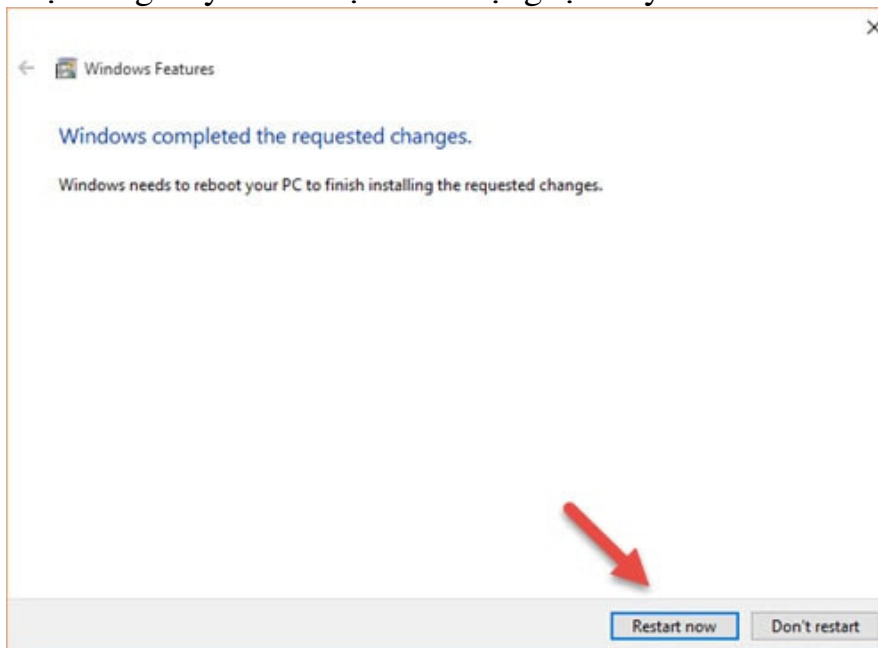 Windows Features
Windows completed the requested changes.
Windows needs to reboot your PC to finish installing the requested changes.
Restart now Don't restart